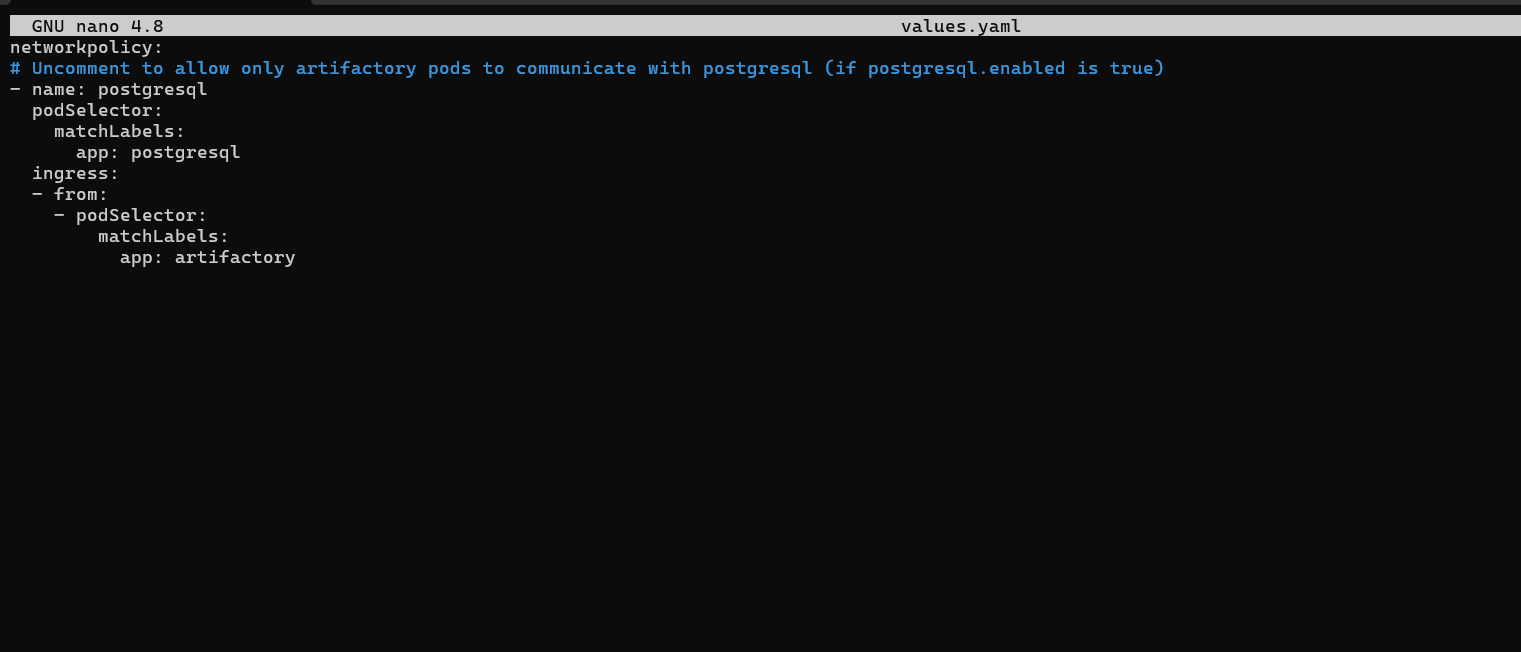 GNU nano 4.8 values.yaml
networkpolicy:
# Uncomment to allow only artifactory pods to communicate with postgresql (if postgresql.enabled is true)
- name: postgresql
  podSelector:
    matchLabels:
      app: postgresql
  ingress:
  - from:
    - podSelector:
        matchLabels:
          app: artifactory